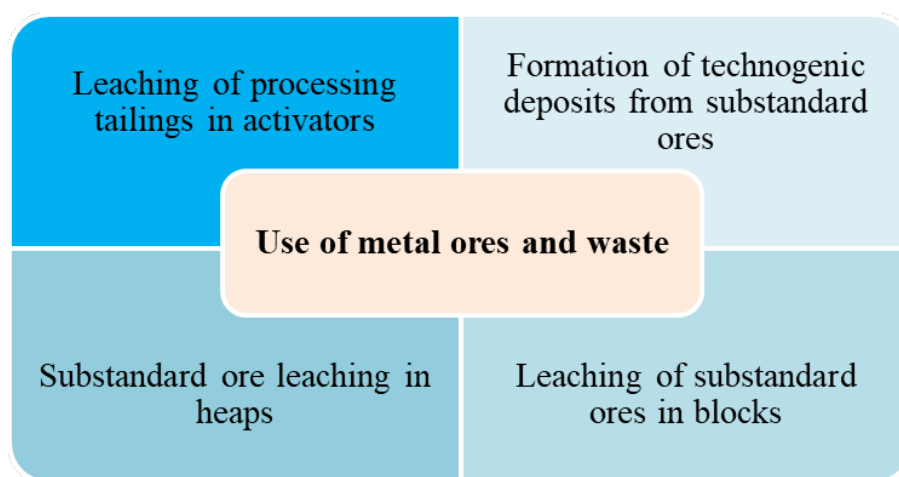 Leaching of processing
tailings in activators
Formation of technogenic
deposits from substandard
ores
Use of metal ores and waste
Substandard ore leaching in
heaps
Leaching of substandard
ores in blocks